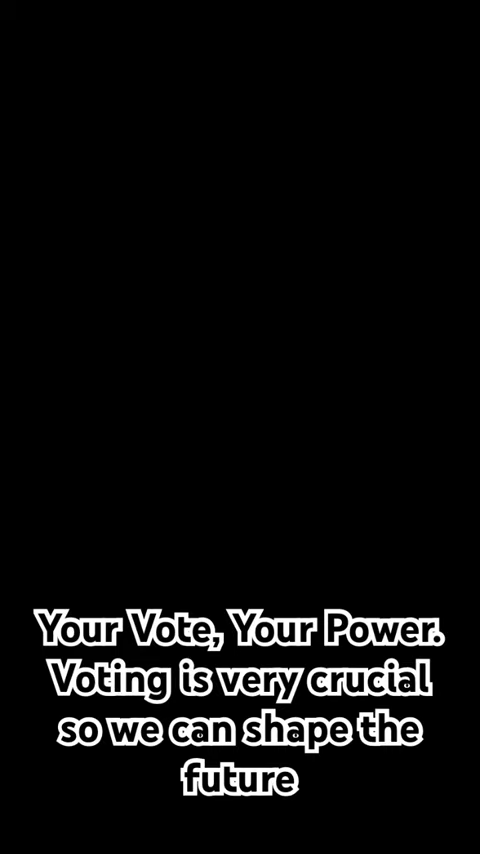 Your Vote, Your Power.
Voting is very crucial
so we can shape the
future